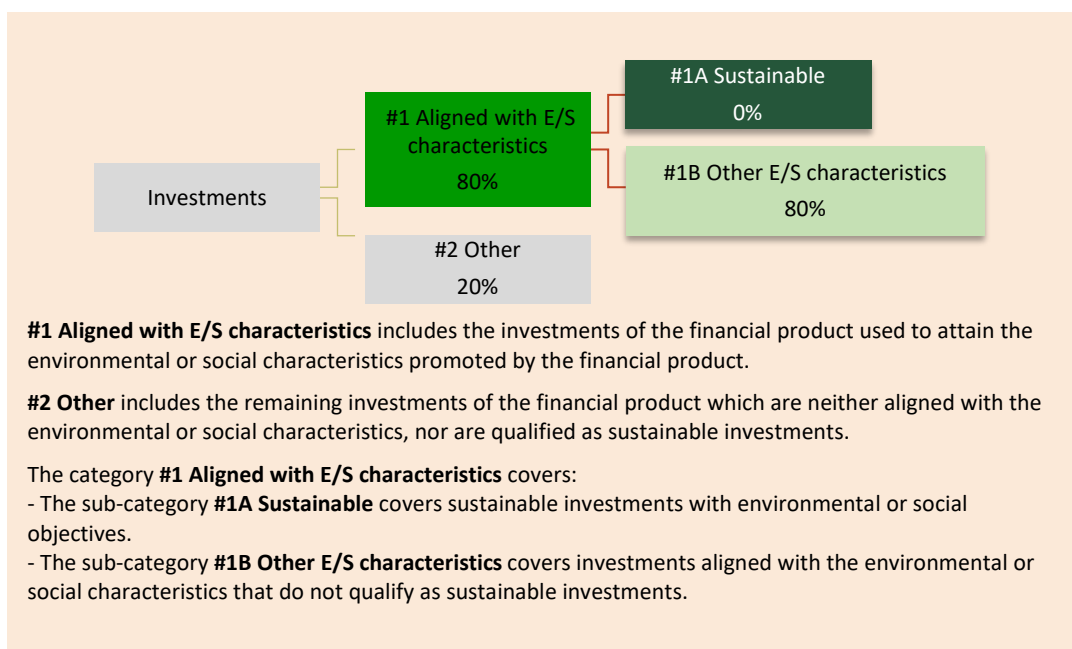 #1A Sustainable
0%
#1 Aligned with E/S
characteristics
80%
#1B Other E/S characteristics
80%
Investments
#2 Other
20%
#1 Aligned with E/S characteristics includes the investments of the financial product used to attain the
environmental or social characteristics promoted by the financial product.
#2 Other includes the remaining investments of the financial product which are neither aligned with the
environmental or social characteristics, nor are qualified as sustainable investments.
The category #1 Aligned with E/S characteristics covers:
- The sub-category #1A Sustainable covers sustainable investments with environmental or social
objectives.
- The sub-category #1B Other E/S characteristics covers investments aligned with the environmental or
social characteristics that do not qualify as sustainable investments.